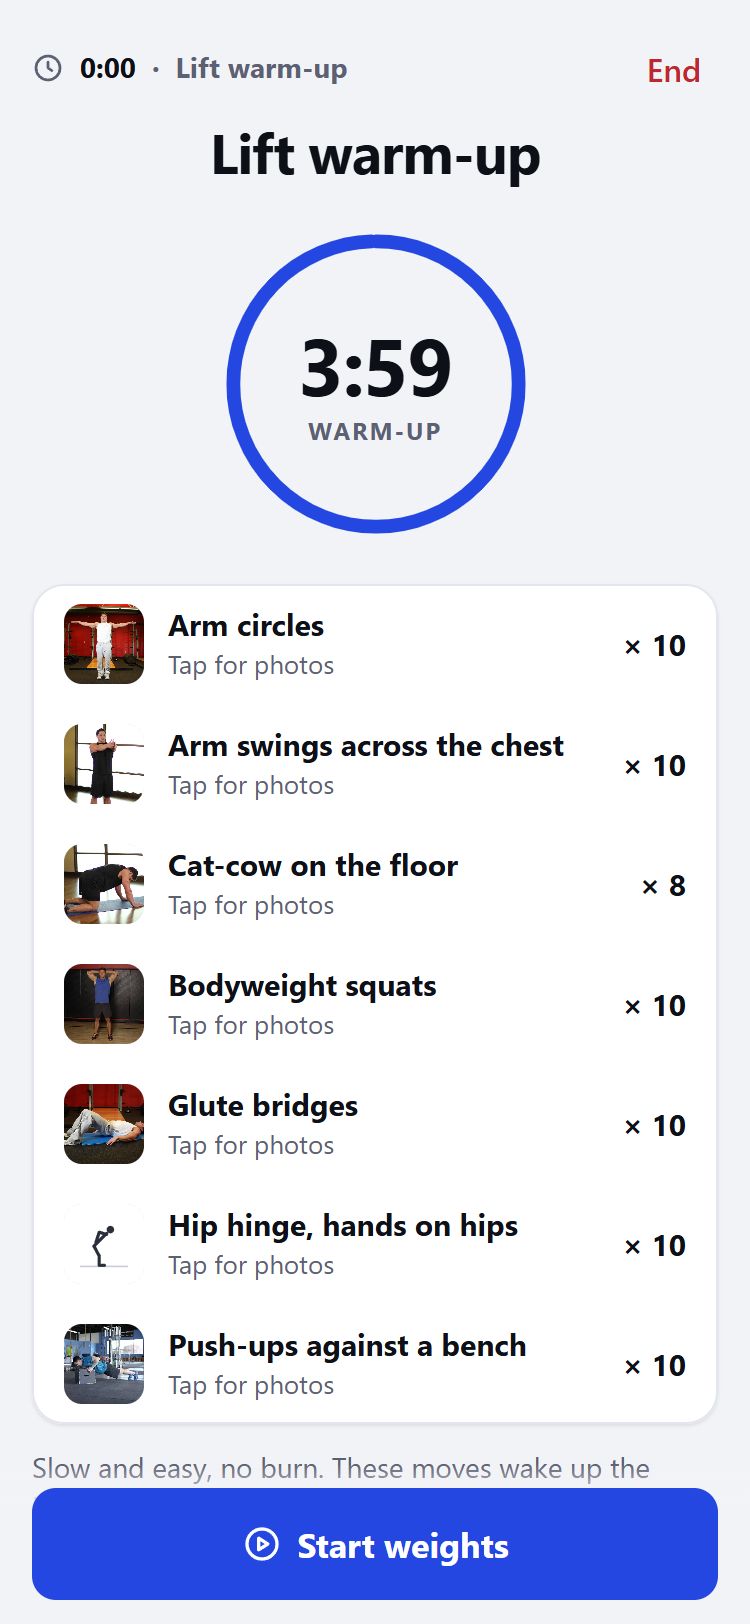 0:00 · Lift warm-up
End
Lift warm-up
3:59
WARM-UP
Arm circles
Tap for photos
× 10
Arm swings across the chest
Tap for photos
× 10
Cat-cow on the floor
Tap for photos
× 8
Bodyweight squats
Tap for photos
× 10
Glute bridges
Tap for photos
× 10
Hip hinge, hands on hips
Tap for photos
× 10
Push-ups against a bench
Tap for photos
× 10
Slow and easy, no burn. These moves wake up the
Start weights